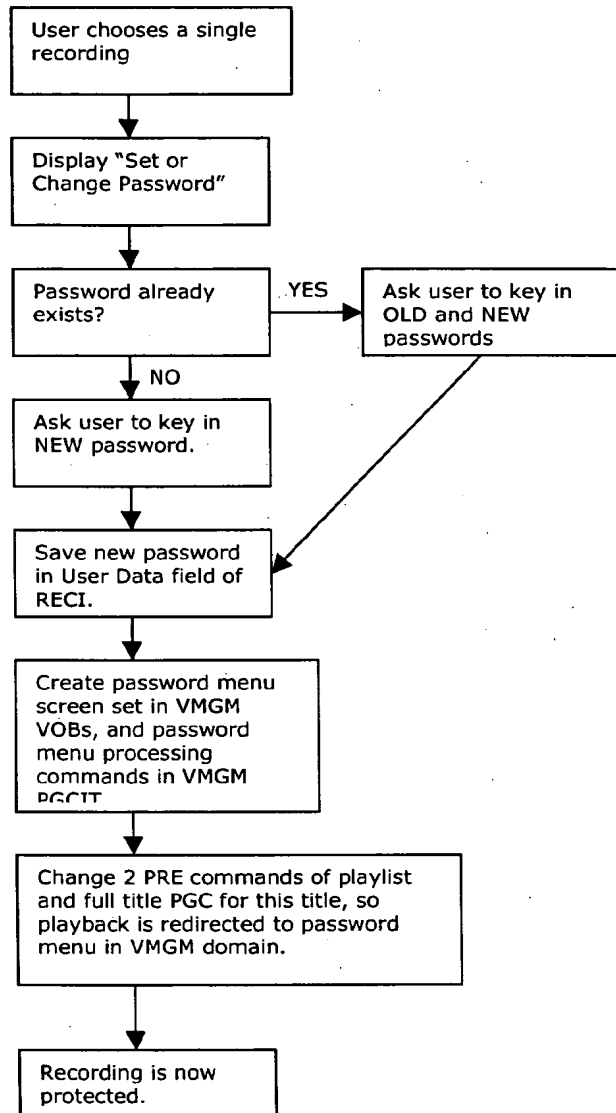 User chooses a single
recording
Display "Set or
Change Password"
Password already
exists?
YES
Ask user to key in
OLD and NEW
passwords
NO
Ask user to key in
NEW password.
Save new password
in User Data field of
RECI.
Create password menu
screen set in VMGM
VOBs, and password
menu processing
commands in VMGM
PGCIT
Change 2 PRE commands of playlist
and full title PGC for this title, so
playback is redirected to password
menu in VMGM domain.
Recording is now
protected.